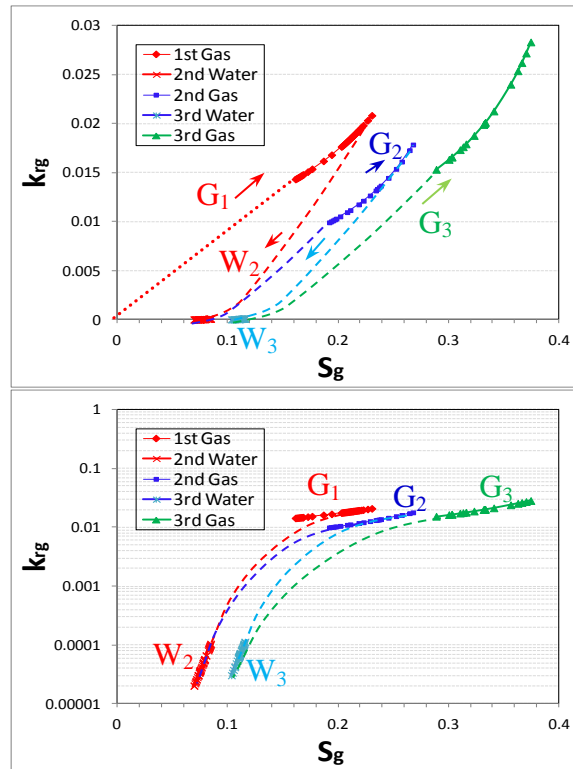 0.03
0.025
0.02
0.015
0.01
0.005
0
krg
1st Gas
2nd Water
2nd Gas
3rd Water
3rd Gas
G1
G2
G3
W2
W3
0 0.1 0.2 0.3 0.4
Sg
1
0.1
0.01
0.001
0.0001
0.00001
krg
1st Gas
2nd Water
2nd Gas
3rd Water
3rd Gas
G1
G2
G3
W2
W3
0 0.1 0.2 0.3 0.4
Sg